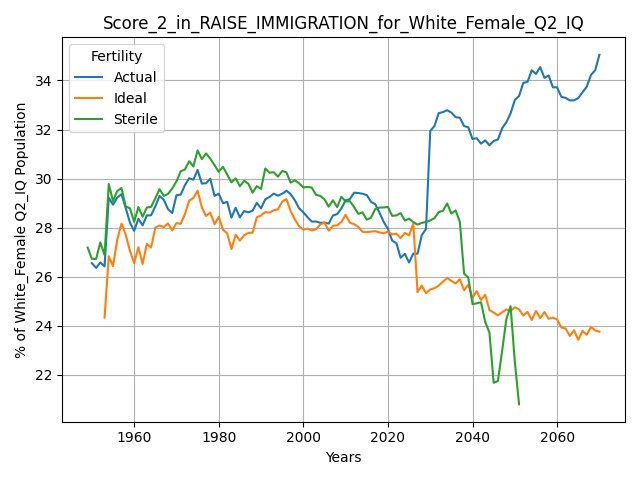 Score_2_in_RAISE_IMMIGRATION_for_White_Female_Q2_IQ
Fertility
Actual
Ideal
Sterile
% of White_Female Q2_IQ Population
34
32
30
28
26
24
22
1960
1980
2000
2020
2040
2060
Years